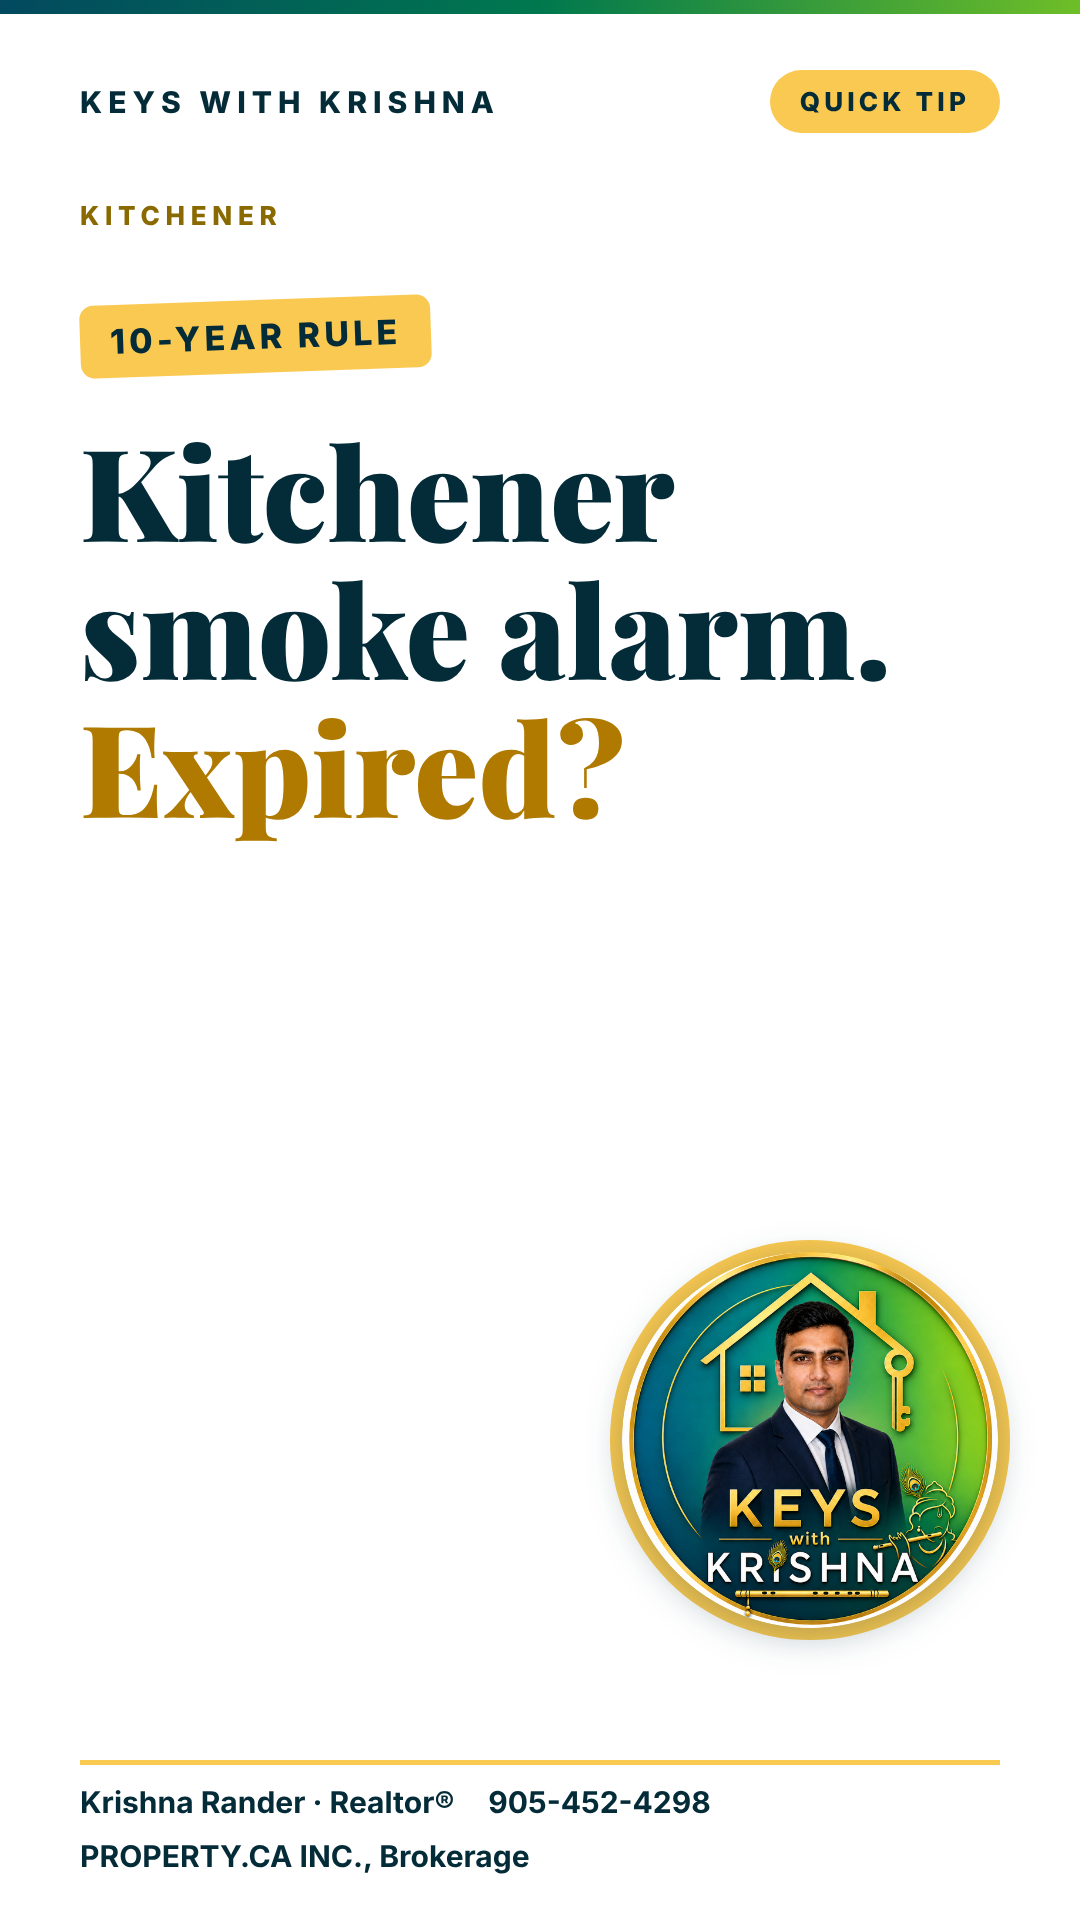 KEYS WITH KRISHNA
QUICK TIP
KITCHENER
10-YEAR RULE
Kitchener
smoke alarm.
Expired?
KEYS
with
KRISHNA
Krishna Rander · Realtor® 905-452-4298
PROPERTY.CA INC., Brokerage